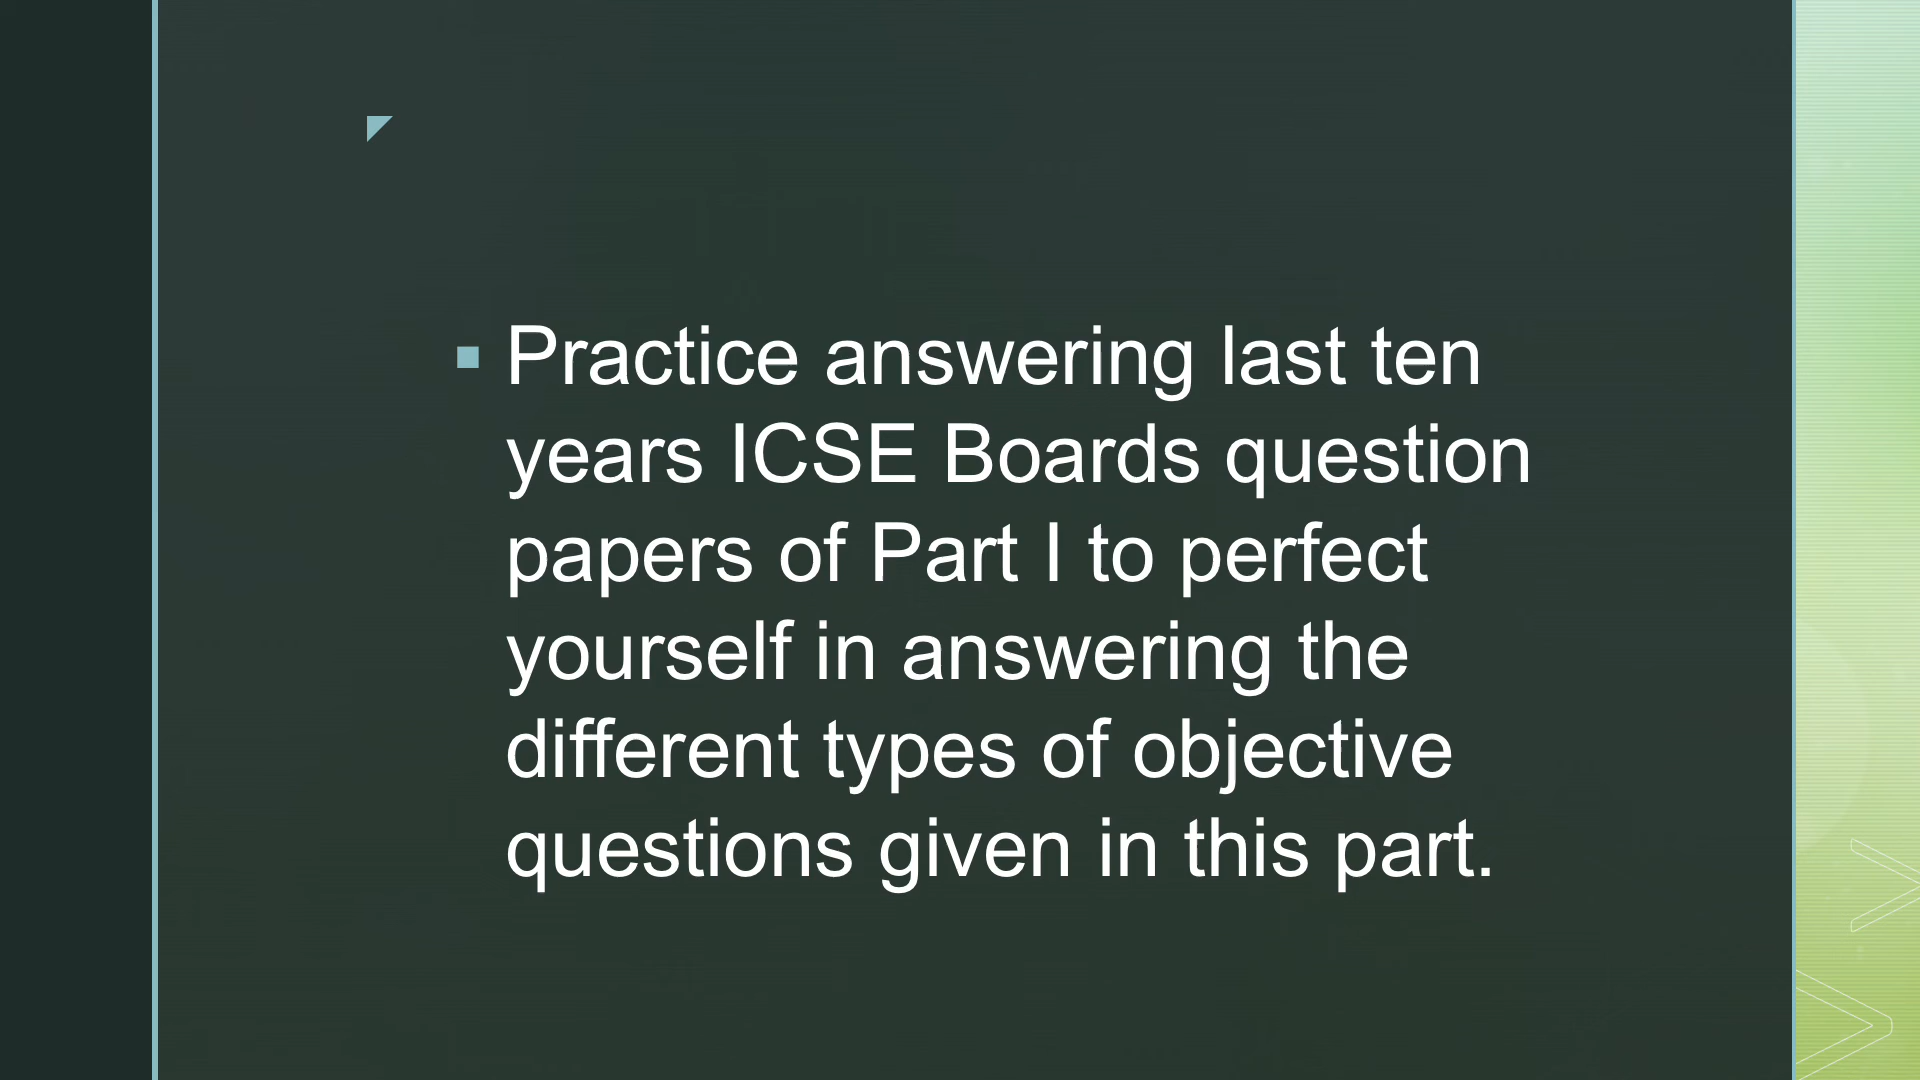 Practice answering last ten
years ICSE Boards question
papers of Part I to perfect
yourself in answering the
different types of objective
questions given in this part.